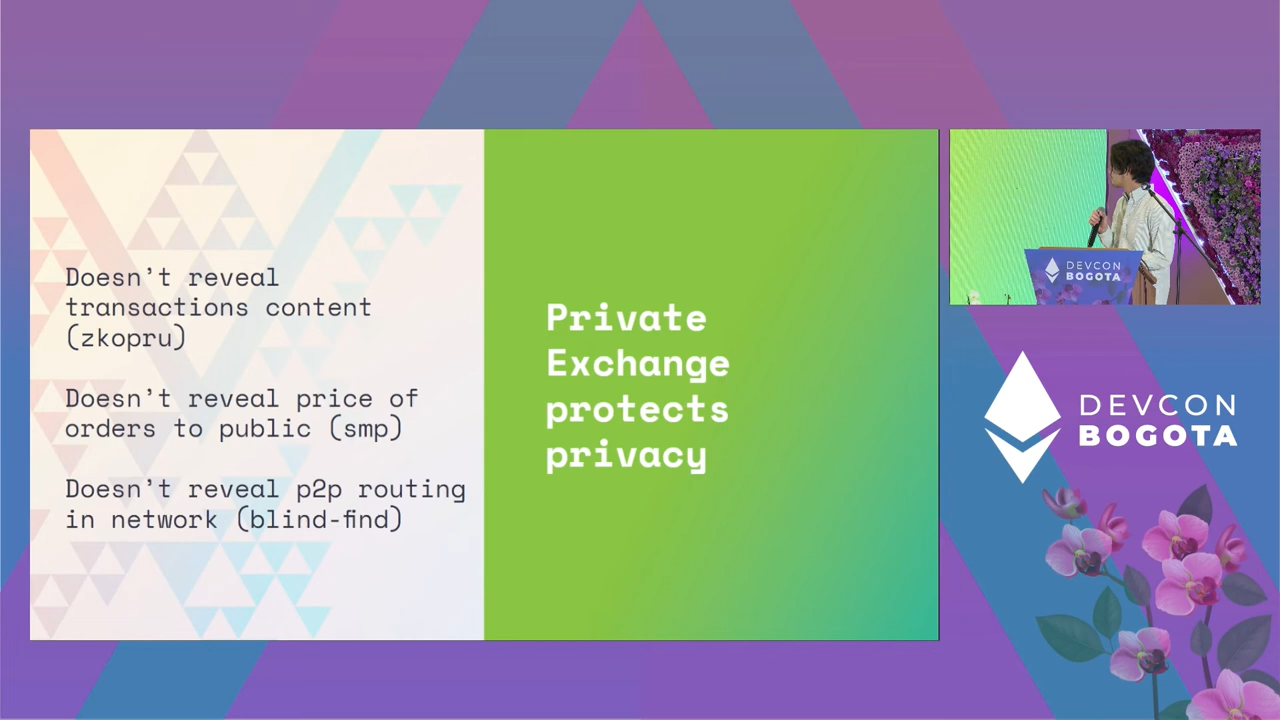 Doesn't reveal
transactions content
(zkopru)
Doesn't reveal price of
orders to public (smp)
Doesn't reveal p2p routing
in network (blind-find)
Private
Exchange
protects
privacy
DEVCON
BOGOTA
DEVCON
BOGOTA